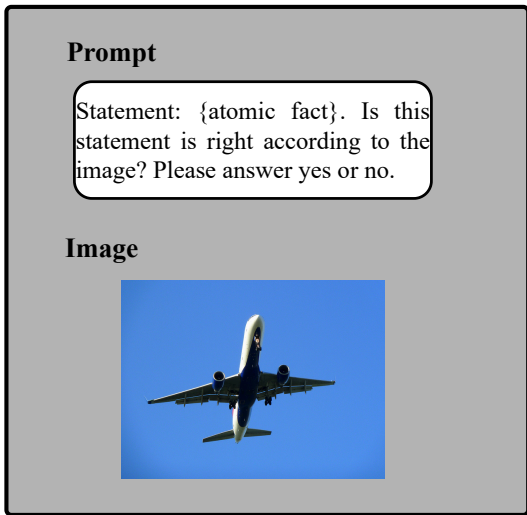 Prompt
Statement: {atomic fact}. Is this
statement is right according to the
image? Please answer yes or no.
Image